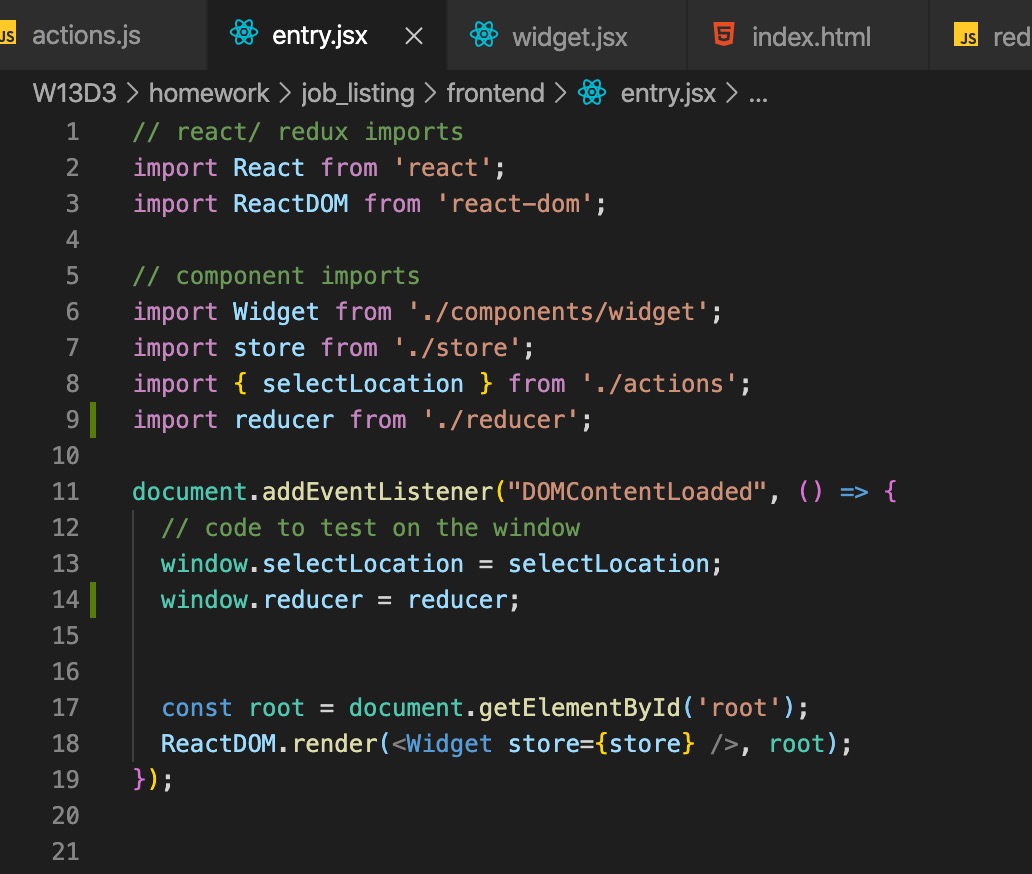 JS actions.js entry.jsx widget.jsx 5 index.html JS red
W13D3 > homework > job_listing > frontend > entry.jsx > ...
1 // react/ redux imports
2 import React from 'react';
3 import ReactDOM from 'react-dom';
4
5 // component imports
6 import Widget from './components/widget';
7 import store from './store';
8 import { selectLocation } from './actions';
9 import reducer from './reducer';
10
11 document.addEventListener("DOMContentLoaded", () => {
12   // code to test on the window
13   window.selectLocation = selectLocation;
14   window.reducer = reducer;
15
16
17   const root = document.getElementById('root');
18   ReactDOM.render(<Widget store={store} />, root);
19 });
20
21